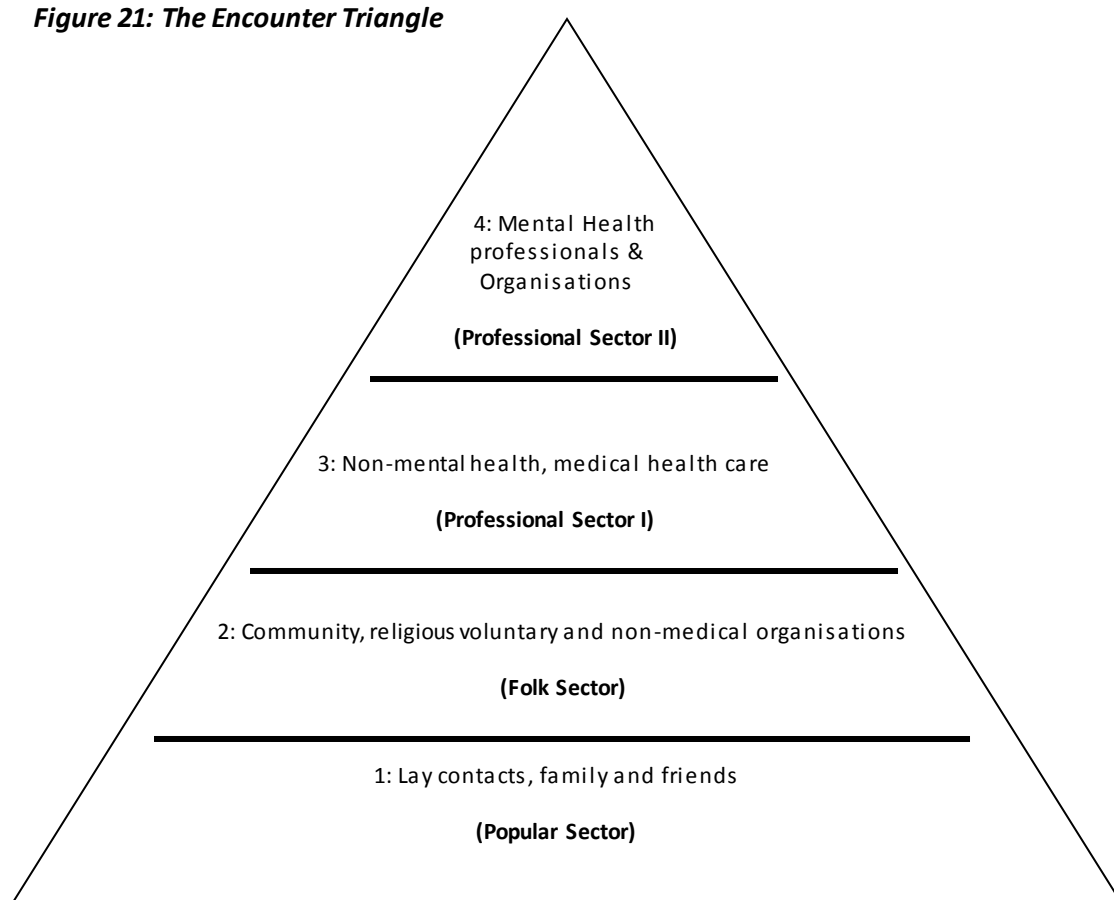 Figure 21: The Encounter Triangle
4: Mental Health
professionals &
Organisations
(Professional Sector II)
3: Non-mental health, medical health care
(Professional Sector I)
2: Community, religious voluntary and non-medical organisations
(Folk Sector)
1: Lay contacts, family and friends
(Popular Sector)